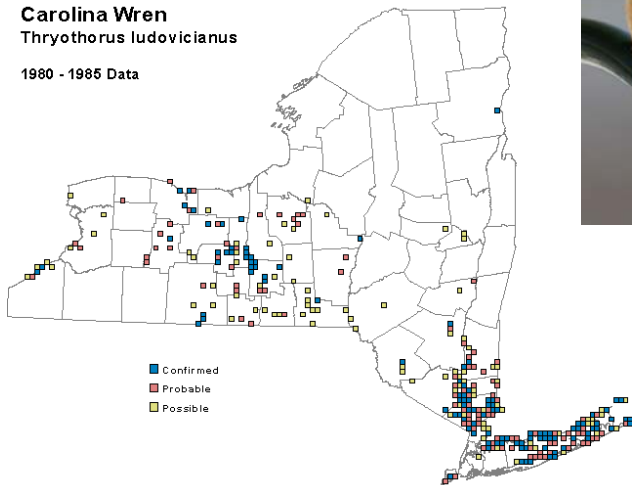 Carolina Wren
Thryothorus ludovicianus
1980 - 1985 Data
Confirmed
Probable
Possible